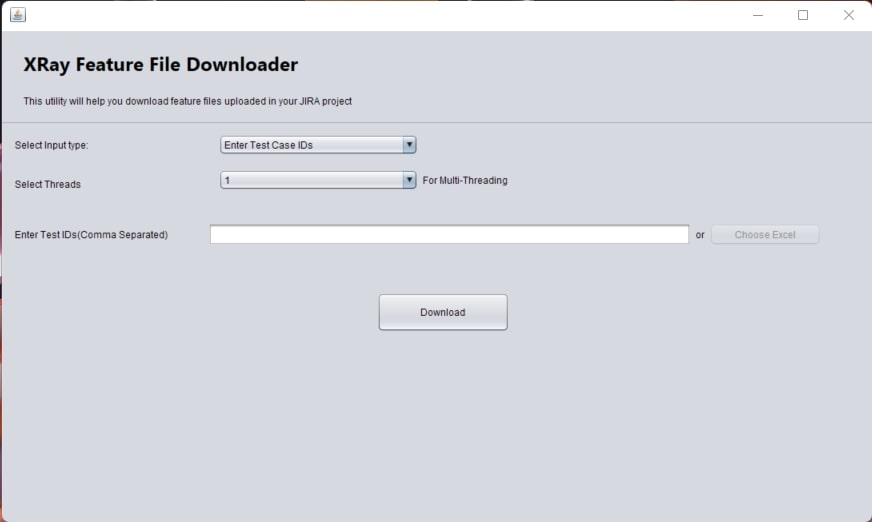 XRay Feature File Downloader
This utility will help you download feature files uploaded in your JIRA project
Select Input type: Enter Test Case IDs
Select Threads 1 For Multi-Threading
Enter Test IDs(Comma Separated) or Choose Excel
Download